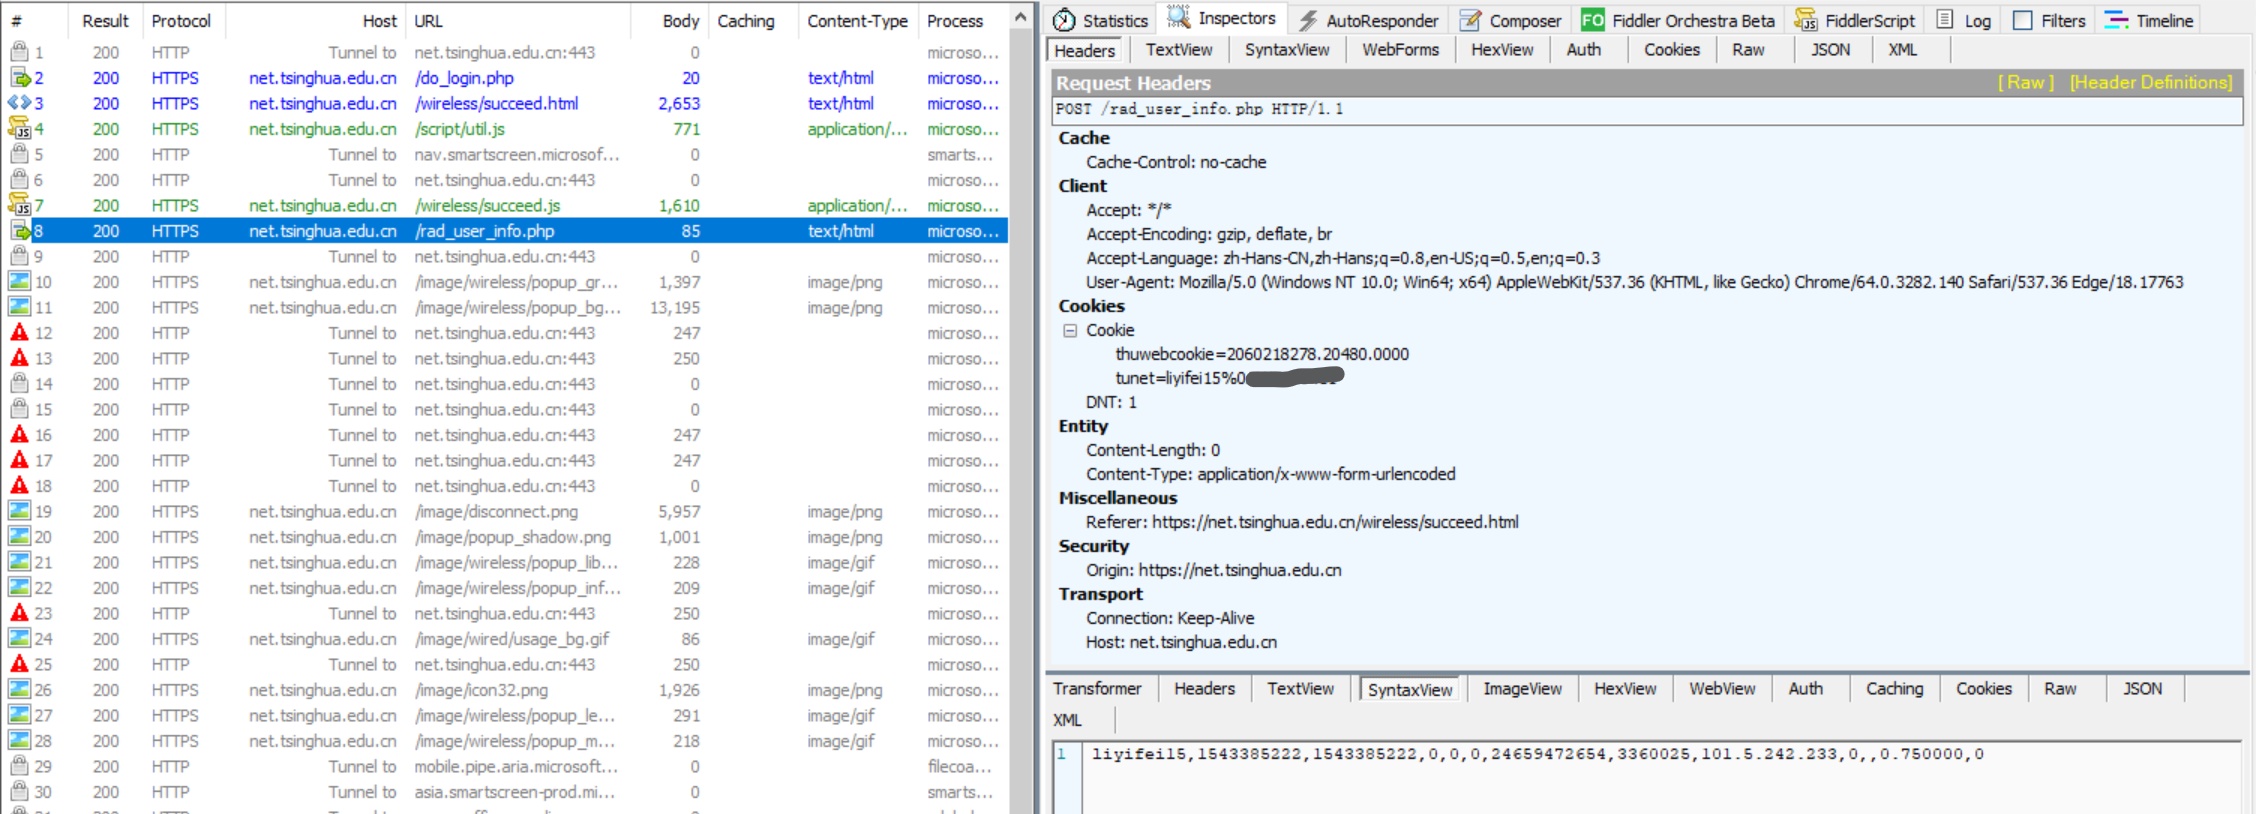 # Result Protocol Host URL Body Caching Content-Type Process
1 200 HTTP Tunnel to net.tsinghua.edu.cn:443 0 microso...
2 200 HTTPS net.tsinghua.edu.cn /do_login.php 20 text/html microso...
3 200 HTTPS net.tsinghua.edu.cn /wireless/succeed.html 2,653 text/html microso...
4 200 HTTPS net.tsinghua.edu.cn /script/util.js 771 application/... microso...
5 200 HTTP Tunnel to nav.smartscreen.microsof... 0 smarts...
6 200 HTTP Tunnel to net.tsinghua.edu.cn:443 0 microso...
7 200 HTTPS net.tsinghua.edu.cn /wireless/succeed.js 1,610 application/... microso...
8 200 HTTPS net.tsinghua.edu.cn /rad_user_info.php 85 text/html microso...
9 200 HTTP Tunnel to net.tsinghua.edu.cn:443 0 microso...
10 200 HTTPS net.tsinghua.edu.cn /image/wireless/popup_gr... 1,397 image/png microso...
11 200 HTTPS net.tsinghua.edu.cn /image/wireless/popup_bg... 13,195 image/png microso...
12 200 HTTP Tunnel to net.tsinghua.edu.cn:443 247 microso...
13 200 HTTP Tunnel to net.tsinghua.edu.cn:443 250 microso...
14 200 HTTP Tunnel to net.tsinghua.edu.cn:443 0 microso...
15 200 HTTP Tunnel to net.tsinghua.edu.cn:443 0 microso...
16 200 HTTP Tunnel to net.tsinghua.edu.cn:443 247 microso...
17 200 HTTP Tunnel to net.tsinghua.edu.cn:443 247 microso...
18 200 HTTP Tunnel to net.tsinghua.edu.cn:443 0 microso...
19 200 HTTPS net.tsinghua.edu.cn /image/disconnect.png 5,957 image/png microso...
20 200 HTTPS net.tsinghua.edu.cn /image/popup_shadow.png 1,001 image/png microso...
21 200 HTTPS net.tsinghua.edu.cn /image/wireless/popup_lib... 228 image/gif microso...
22 200 HTTPS net.tsinghua.edu.cn /image/wireless/popup_inf... 209 image/gif microso...
23 200 HTTP Tunnel to net.tsinghua.edu.cn:443 250 microso...
24 200 HTTPS net.tsinghua.edu.cn /image/wired/usage_bg.gif 86 image/gif microso...
25 200 HTTP Tunnel to net.tsinghua.edu.cn:443 250 microso...
26 200 HTTPS net.tsinghua.edu.cn /image/icon32.png 1,926 image/png microso...
27 200 HTTPS net.tsinghua.edu.cn /image/wireless/popup_le... 291 image/gif microso...
28 200 HTTPS net.tsinghua.edu.cn /image/wireless/popup_m... 218 image/gif microso...
29 200 HTTP Tunnel to mobile.pipe.aria.microsoft... 0 filecoa...
30 200 HTTP Tunnel to asia.smartscreen-prod.mi... 0 smarts...
Statistics Inspectors AutoResponder Composer FO Fiddler Orchestra Beta FiddlerScript Log Filters Timeline
Headers TextView SyntaxView WebForms HexView Auth Cookies Raw JSON XML
Request Headers [ Raw ] [Header Definitions]
POST /rad_user_info.php HTTP/1.1
Cache
Cache-Control: no-cache
Client
Accept: */*
Accept-Encoding: gzip, deflate, br
Accept-Language: zh-Hans-CN,zh-Hans;q=0.8,en-US;q=0.5,en;q=0.3
User-Agent: Mozilla/5.0 (Windows NT 10.0; Win64; x64) AppleWebKit/537.36 (KHTML, like Gecko) Chrome/64.0.3282.140 Safari/537.36 Edge/18.17763
Cookies
Cookie
thuwebcookie=2060218278.20480.0000
tunet=liyifei15%0
DNT: 1
Entity
Content-Length: 0
Content-Type: application/x-www-form-urlencoded
Miscellaneous
Referer: https://net.tsinghua.edu.cn/wireless/succeed.html
Security
Origin: https://net.tsinghua.edu.cn
Transport
Connection: Keep-Alive
Host: net.tsinghua.edu.cn
Transformer Headers TextView SyntaxView ImageView HexView WebView Auth Caching Cookies Raw JSON
XML
1 liyifei15,1543385222,1543385222,0,0,0,24659472654,3360025,101.5.242.233,0,,0.750000,0